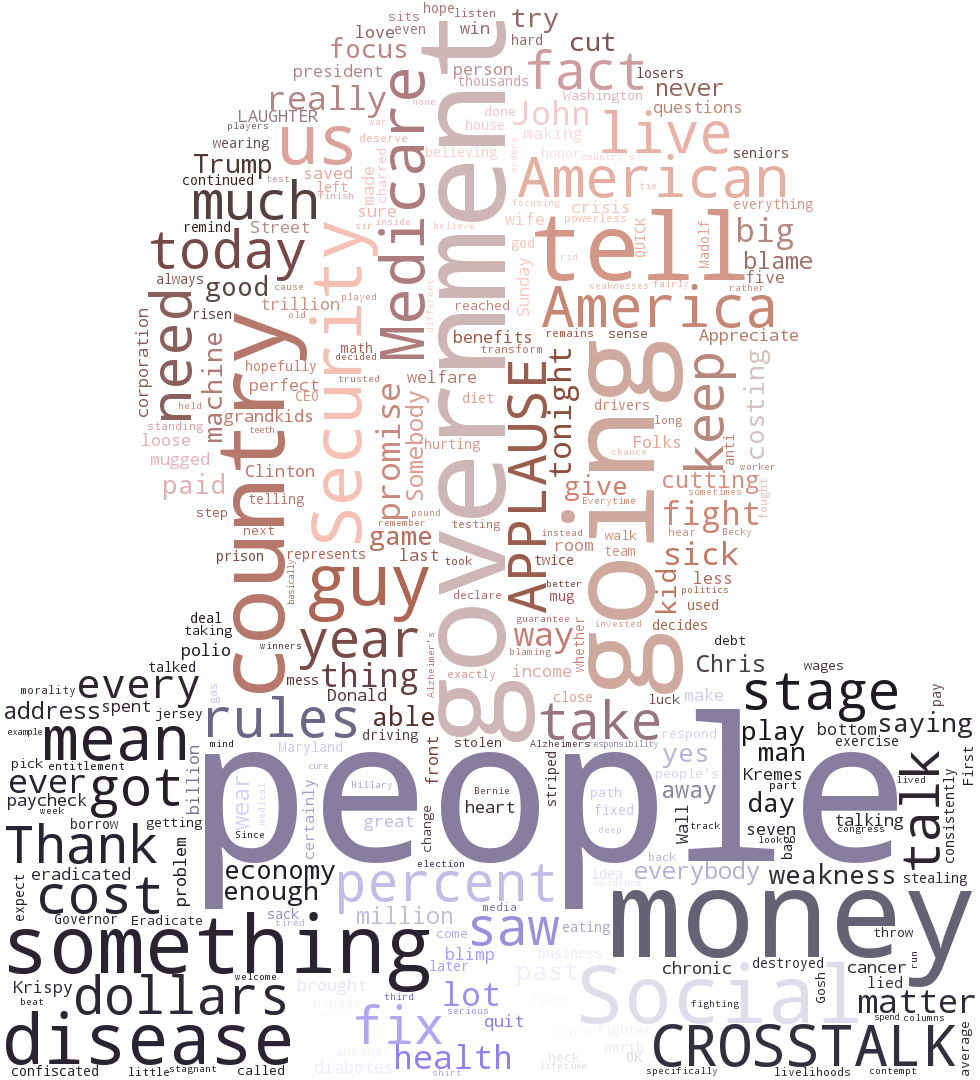 hope
listen
sits
even
win
try
love
hard
cut
focus
president
person
thousands
fact
losers
never
really
LAUGHTER
players
wearing
us
Medicare
none
war
deserve
done
house
John
making
Washington
questions
live
government
believing
honor
country's
seniors
Trump
continued
test
saved
left
finish
made
charred
orders
American
tie
everything
much
remind
Street
sure
sir
inside
believe
focusing
wife
powerless
crisis
QUICK
Madolf
big
today
always
good
security
god
tell
rid
weaknesses
fairly
blame
five
rather
risen
trillion
cause
old
played
reached
Sunday
different
America
need
corporation
machine
country
math
decided
benefits
transform
remains
sense
Appreciate
hopefully
perfect
CEO
trusted
welfare
APPLAUSE
tonight
going
keep
costing
held
grandkids
teeth
promise
Somebody
diet
drivers
long
standing
loose
mugged
hurting
Folks
chance
anti
worker
paid
Clinton
telling
pound
give
Everytime
cutting
sometimes
fought
step
next
remember
testing
instead
walk
fight
hear
Becky
prison
represents
game
last
took
room
team
sick
politics
basically
guy
declare
twice
better
mug
kid
less
used
invested
deal
taking
polio
winners
year
Alzheimer's
guarantee
blaming
way
whether
decides
debt
talked
mess
thing
exactly
income
Chris
wages
morality
every
gas
Donald
close
luck
make
stage
pay
address
spent
jersey
rules
able
driving
take
play
bottom
saying
example
mean
mind
Maryland
front
stolen
Alzheimers
responsibility
respond
yes
man
exercise
pick
entitlement
cure
people
people's
Kremes
First
ever
got
billion
wear
medical
Hillary
striped
path
away
part
lived
paycheck
week
Since
certainly
great
change
Bernie
heart
fixed
deep
Wall
track
day
seven
talking
congress
talk
consistently
borrow
getting
look
bag
Thank
economy
election
back
idea
evidence
everybody
weakness
stealing
eradicated
problem
enough
percent
expect
cost
Governor
Eradicate
sack
tired
million
media
saw
eating
money
throw
something
come
blimp
business
run
welcome
later
past
chronic
destroyed
cancer
Krispy
beat
dollars
brought
honest
third
lot
serious
fixes
Social
Gosh
lied
fighting
matter
spend
columns
disease
fix
quit
care
fighter
CROSSTALK
average
another
health
worth
OK
confiscated
little
stagnant
called
diabetes
shirt
heck
lifetime
specifically
livelihoods
contempt